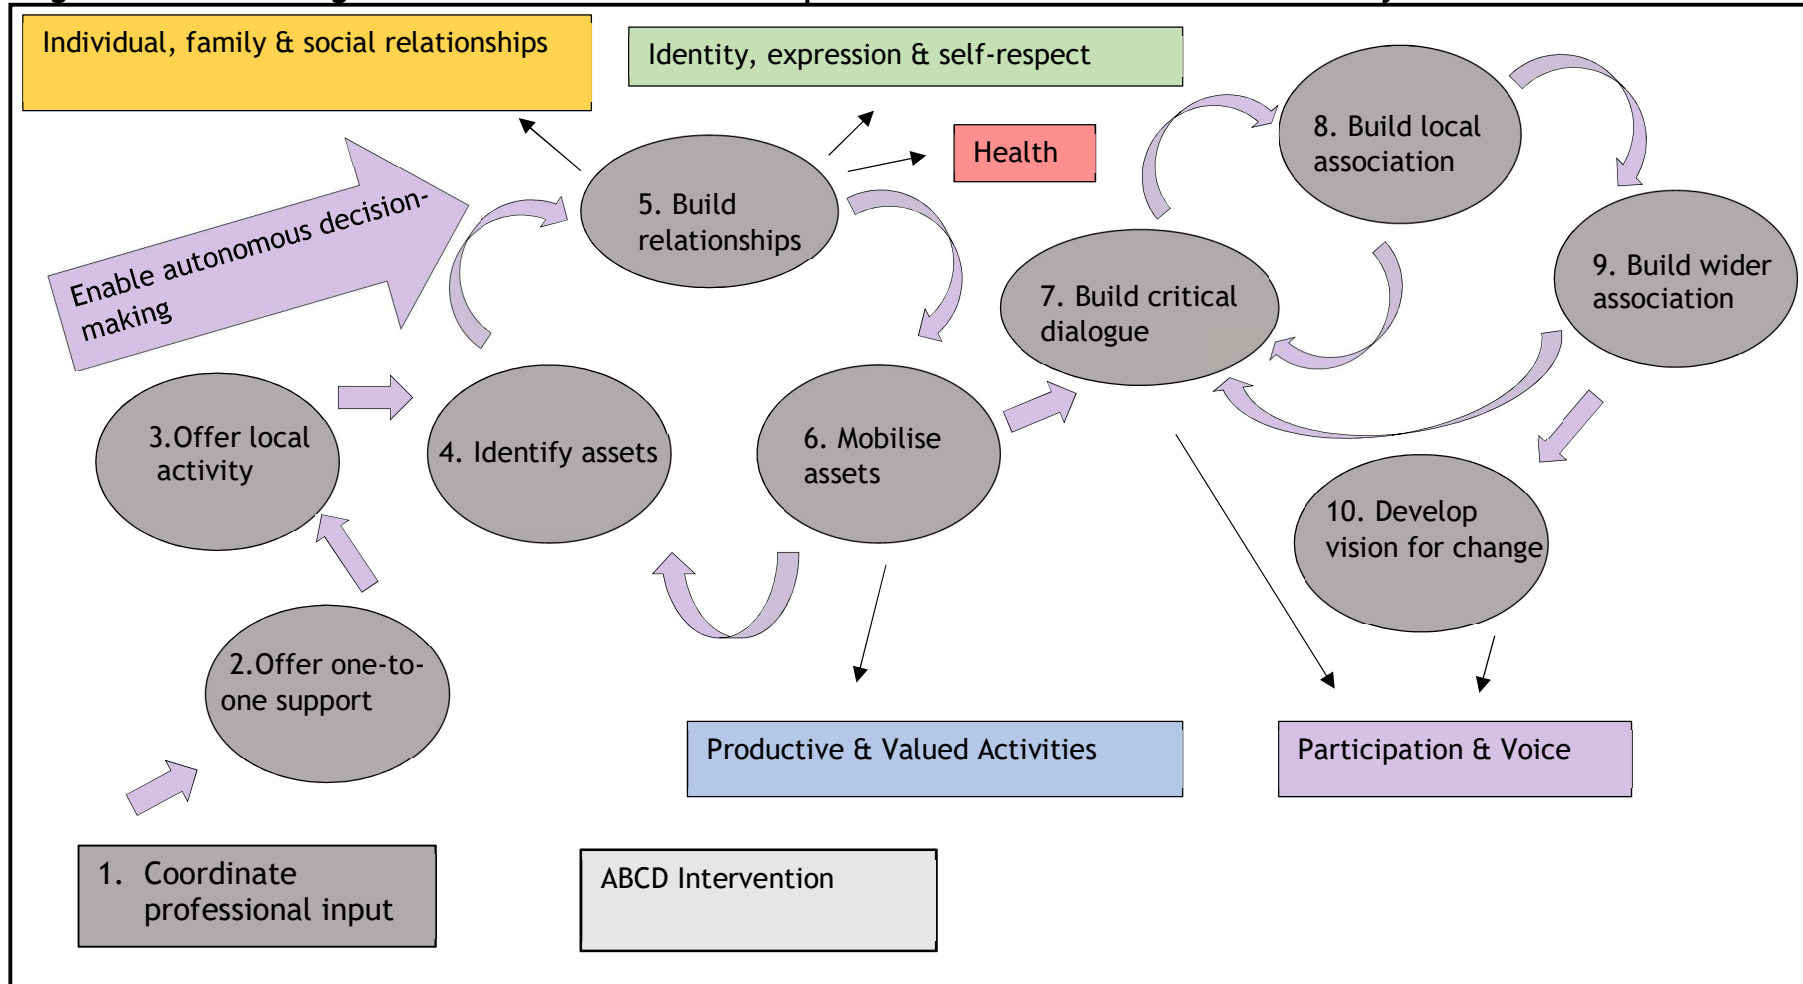 Individual, family & social relationships
Identity, expression & self-respect
Health
Enable autonomous decision-
making
5. Build
relationships
8. Build local
association
9. Build wider
association
7. Build critical
dialogue
3.Offer local
activity
4. Identify assets
6. Mobilise
assets
10. Develop
vision for change
2.Offer one-to-
one support
Productive & Valued Activities
Participation & Voice
1. Coordinate
professional input
ABCD Intervention